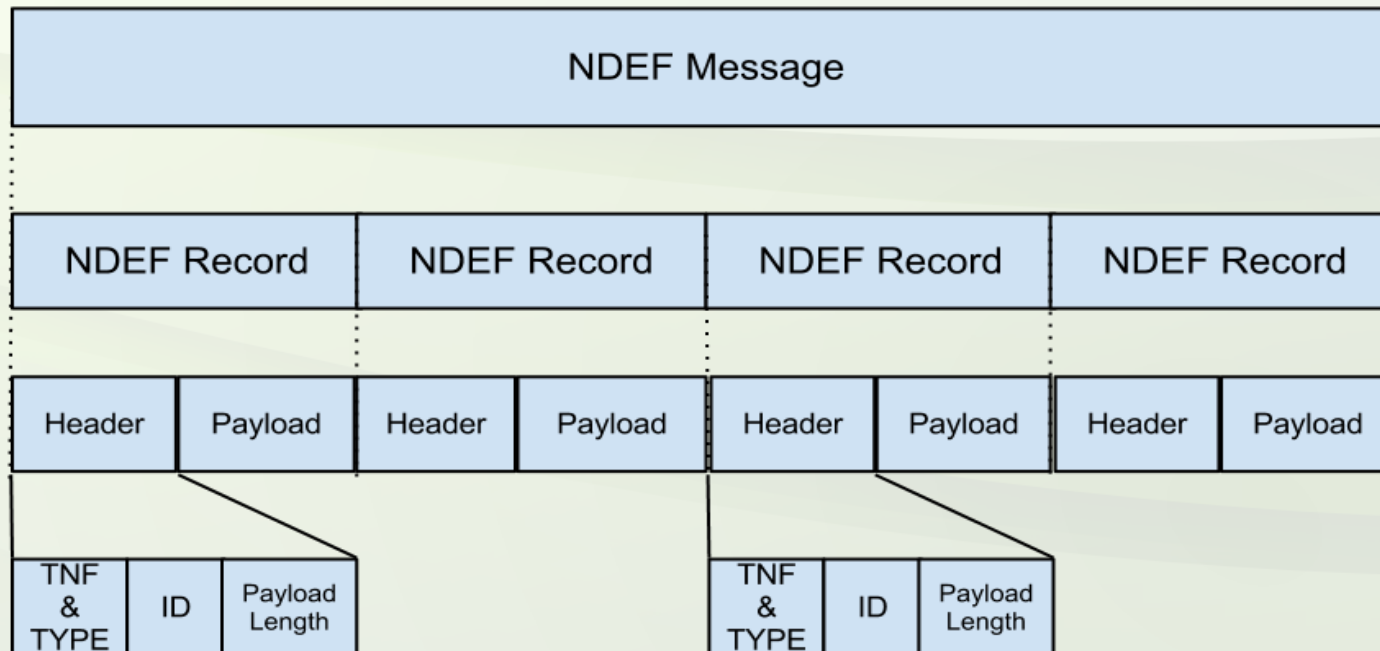 NDEF Message
NDEF Record NDEF Record NDEF Record NDEF Record
Header Payload Header Payload Header Payload Header Payload
TNF
&
TYPE
ID
Payload
Length
TNF
&
TYPE
ID
Payload
Length